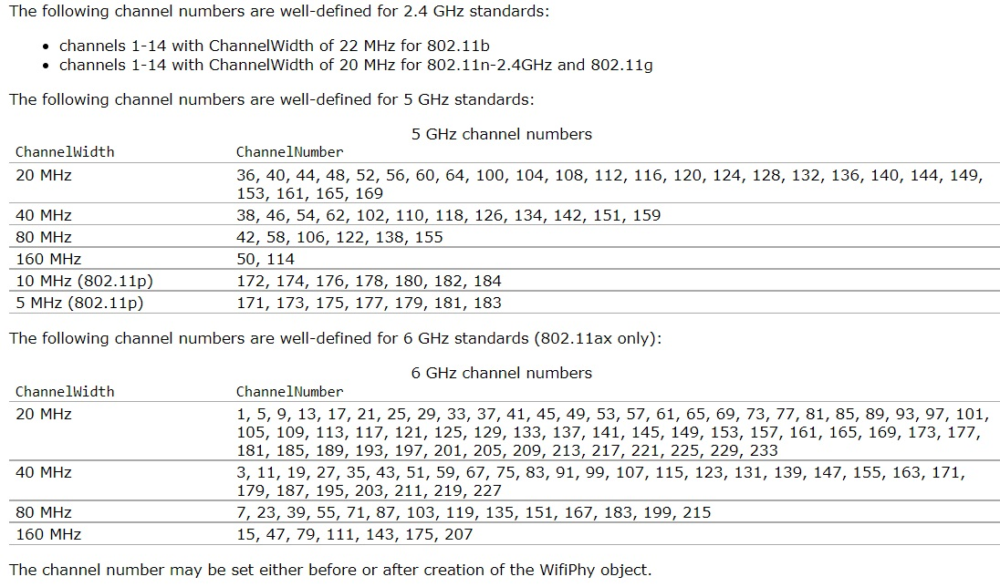 The following channel numbers are well-defined for 2.4 GHz standards:
• channels 1-14 with ChannelWidth of 22 MHz for 802.11b
• channels 1-14 with ChannelWidth of 20 MHz for 802.11n-2.4GHz and 802.11g
The following channel numbers are well-defined for 5 GHz standards:
5 GHz channel numbers
ChannelWidth ChannelNumber
20 MHz 36, 40, 44, 48, 52, 56, 60, 64, 100, 104, 108, 112, 116, 120, 124, 128, 132, 136, 140, 144, 149,
153, 161, 165, 169
40 MHz 38, 46, 54, 62, 102, 110, 118, 126, 134, 142, 151, 159
80 MHz 42, 58, 106, 122, 138, 155
160 MHz 50, 114
10 MHz (802.11p) 172, 174, 176, 178, 180, 182, 184
5 MHz (802.11p) 171, 173, 175, 177, 179, 181, 183
The following channel numbers are well-defined for 6 GHz standards (802.11ax only):
6 GHz channel numbers
ChannelWidth ChannelNumber
20 MHz 1, 5, 9, 13, 17, 21, 25, 29, 33, 37, 41, 45, 49, 53, 57, 61, 65, 69, 73, 77, 81, 85, 89, 93, 97, 101,
105, 109, 113, 117, 121, 125, 129, 133, 137, 141, 145, 149, 153, 157, 161, 165, 169, 173, 177,
181, 185, 189, 193, 197, 201, 205, 209, 213, 217, 221, 225, 229, 233
40 MHz 3, 11, 19, 27, 35, 43, 51, 59, 67, 75, 83, 91, 99, 107, 115, 123, 131, 139, 147, 155, 163, 171,
179, 187, 195, 203, 211, 219, 227
80 MHz 7, 23, 39, 55, 71, 87, 103, 119, 135, 151, 167, 183, 199, 215
160 MHz 15, 47, 79, 111, 143, 175, 207
The channel number may be set either before or after creation of the WifiPhy object.